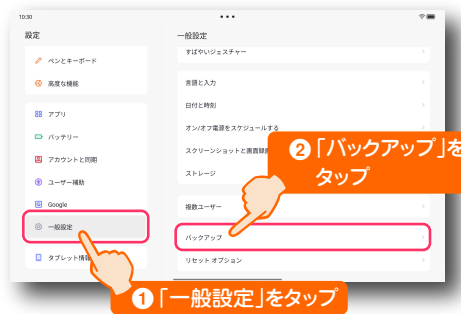 10:30
設定
一般設定
すばやいジェスチャー
ペンとキーボード
高度な機能
アプリ
バッテリー
アカウントと同期
ユーザー補助
Google
一般設定
タブレット情報
言語と入力
日付と時刻
オン/オフ電源をスケジュールする
スクリーンショットと画面録
ストレージ
複数ユーザー
バックアップ
リセット オプション
❷「バックアップ」を
タップ
❶「一般設定」をタップ